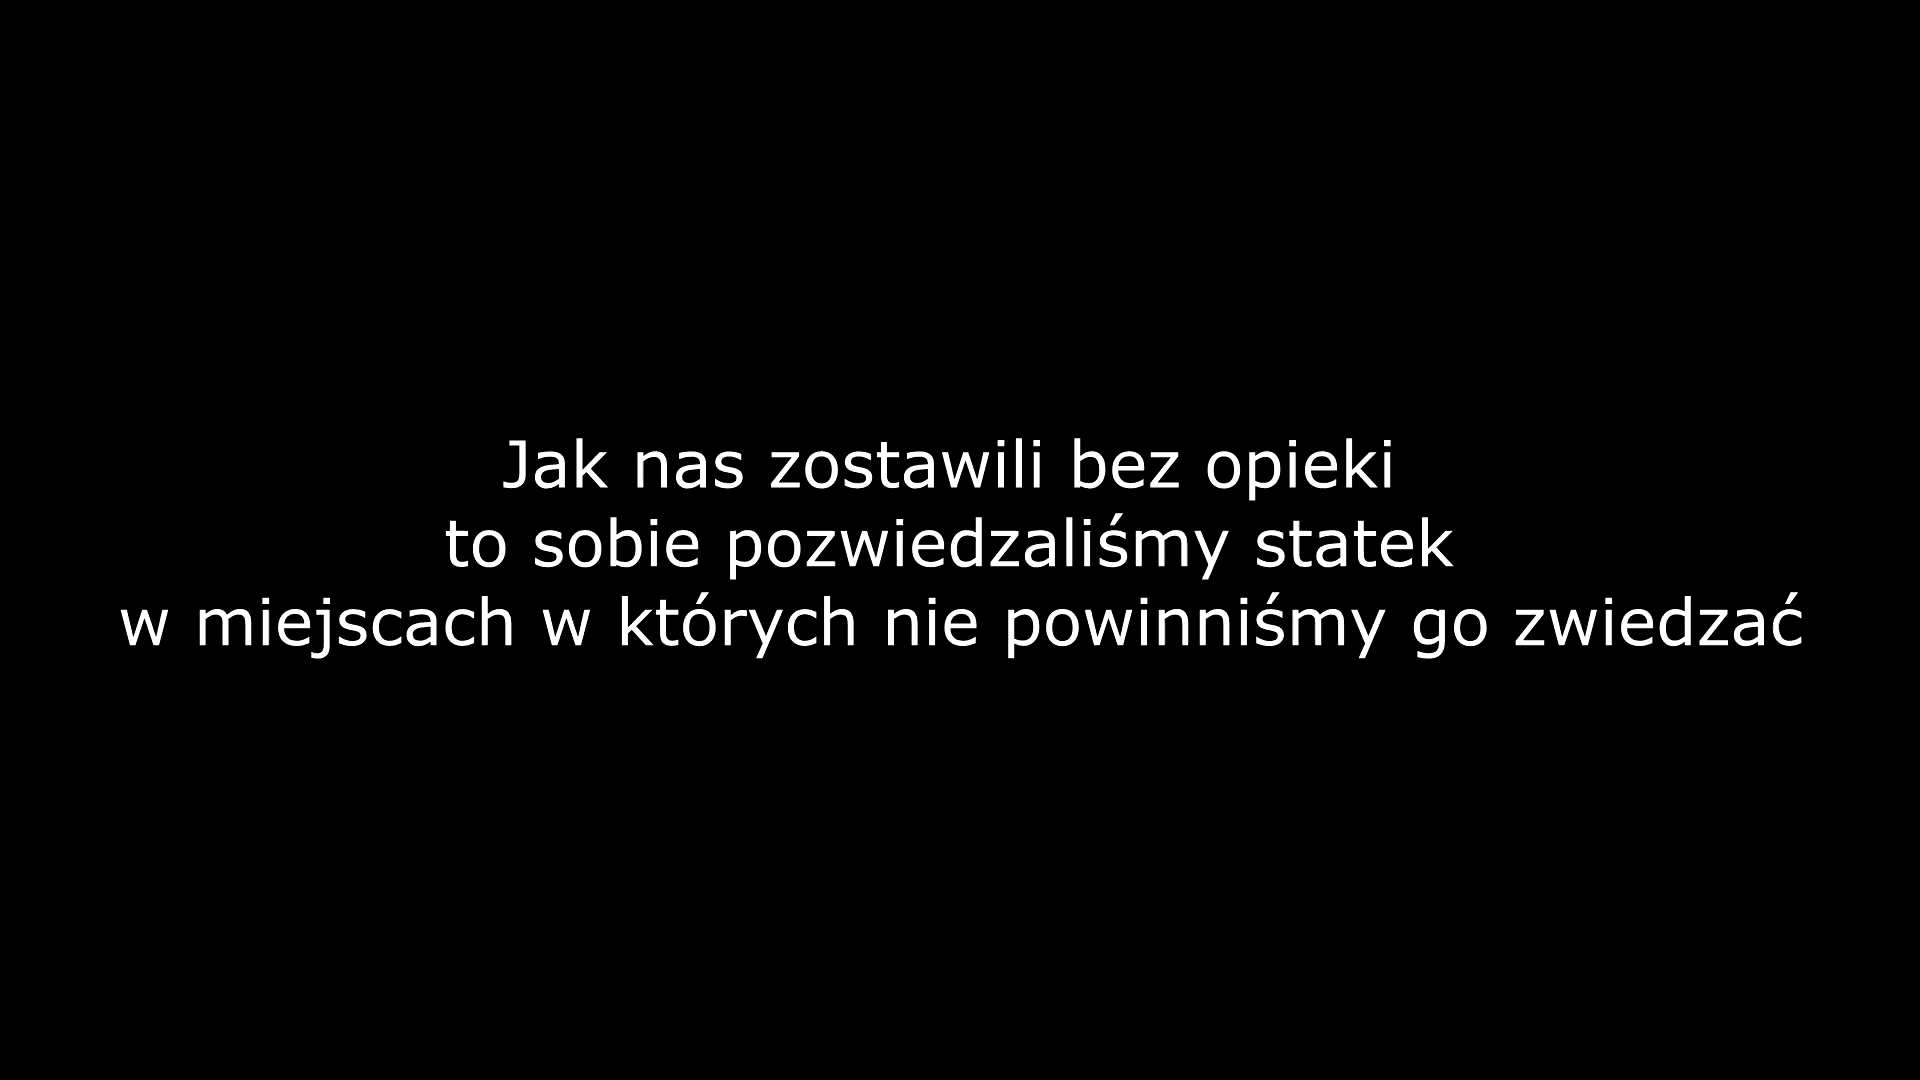 Jak nas zostawili bez opieki
to sobie pozwiedzaliśmy statek
w miejscach w których nie powinniśmy go zwiedzać